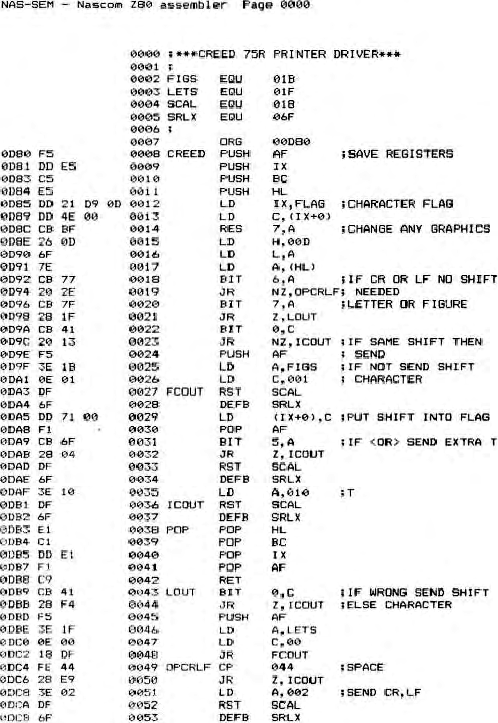 NAS-SEM - Nascom Z80 assembler  Page 0000
0000 ;***CREED 75R PRINTER DRIVER***
0001 ;
0002 FIGS EQU 01B
0003 LETS EQU 01F
0004 SCAL EQU 018
0005 SRLX EQU 06F
0006 ;
0007 ORG 00D80
0D80 F5 0008 CREED PUSH AF ;SAVE REGISTERS
0D81 DD E5 0009 PUSH IX
0D83 C5 0010 PUSH BC
0D84 E5 0011 PUSH HL
0D85 DD 21 D9 0D 0012 LD IX,FLAG ;CHARACTER FLAG
0D89 DD 4E 00 0013 LD C,(IX+0)
0D8C CB BF 0014 RES 7,A ;CHANGE ANY GRAPHICS
0D8E 26 0D 0015 LD H,00D
0D90 6F 0016 LD L,A
0D91 7E 0017 LD A,(HL)
0D92 CB 77 0018 BIT 6,A ;IF CR OR LF NO SHIFT
0D94 20 2E 0019 JR NZ,OPCRLF; NEEDED
0D96 CB 7F 0020 BIT 7,A ;LETTER OR FIGURE
0D98 28 1F 0021 JR Z,LOUT
0D9A CB 41 0022 BIT 0,C
0D9C 20 13 0023 JR NZ,ICOUT ;IF SAME SHIFT THEN
0D9E F5 0024 PUSH AF ; SEND
0D9F 3E 1B 0025 LD A,FIGS ;IF NOT SEND SHIFT
0DA1 0E 01 0026 LD C,001 ; CHARACTER
0DA3 DF 0027 FCOUT RST SCAL
0DA4 6F 0028 DEFB SRLX
0DA5 DD 71 00 0029 LD (IX+0),C ;PUT SHIFT INTO FLAG
0DA8 F1 0030 POP AF
0DA9 CB 6F 0031 BIT 5,A ;IF <OR> SEND EXTRA T
0DAB 28 04 0032 JR Z,ICOUT
0DAD DF 0033 RST SCAL
0DAE 6F 0034 DEFB SRLX
0DAF 3E 10 0035 LD A,010 ;T
0DB1 DF 0036 ICOUT RST SCAL
0DB2 6F 0037 DEFB SRLX
0DB3 E1 0038 POP POP HL
0DB4 C1 0039 POP BC
0DB5 DD E1 0040 POP IX
0DB7 F1 0041 POP AF
0DB8 C9 0042 RET
0DB9 CB 41 0043 LOUT BIT 0,C ;IF WRONG SEND SHIFT
0DBB 28 F4 0044 JR Z,ICOUT ;ELSE CHARACTER
0DBD F5 0045 PUSH AF
0DBE 3E 1F 0046 LD A,LETS
0DC0 0E 00 0047 LD C,00
0DC2 18 DF 0048 JR FCOUT
0DC4 FE 44 0049 OPCRLF CP 044 ;SPACE
0DC6 28 E9 0050 JR Z,ICOUT
0DC8 3E 02 0051 LD A,002 ;SEND CR,LF
0DCA DF 0052 RST SCAL
0DCB 6F 0053 DEFB SRLX